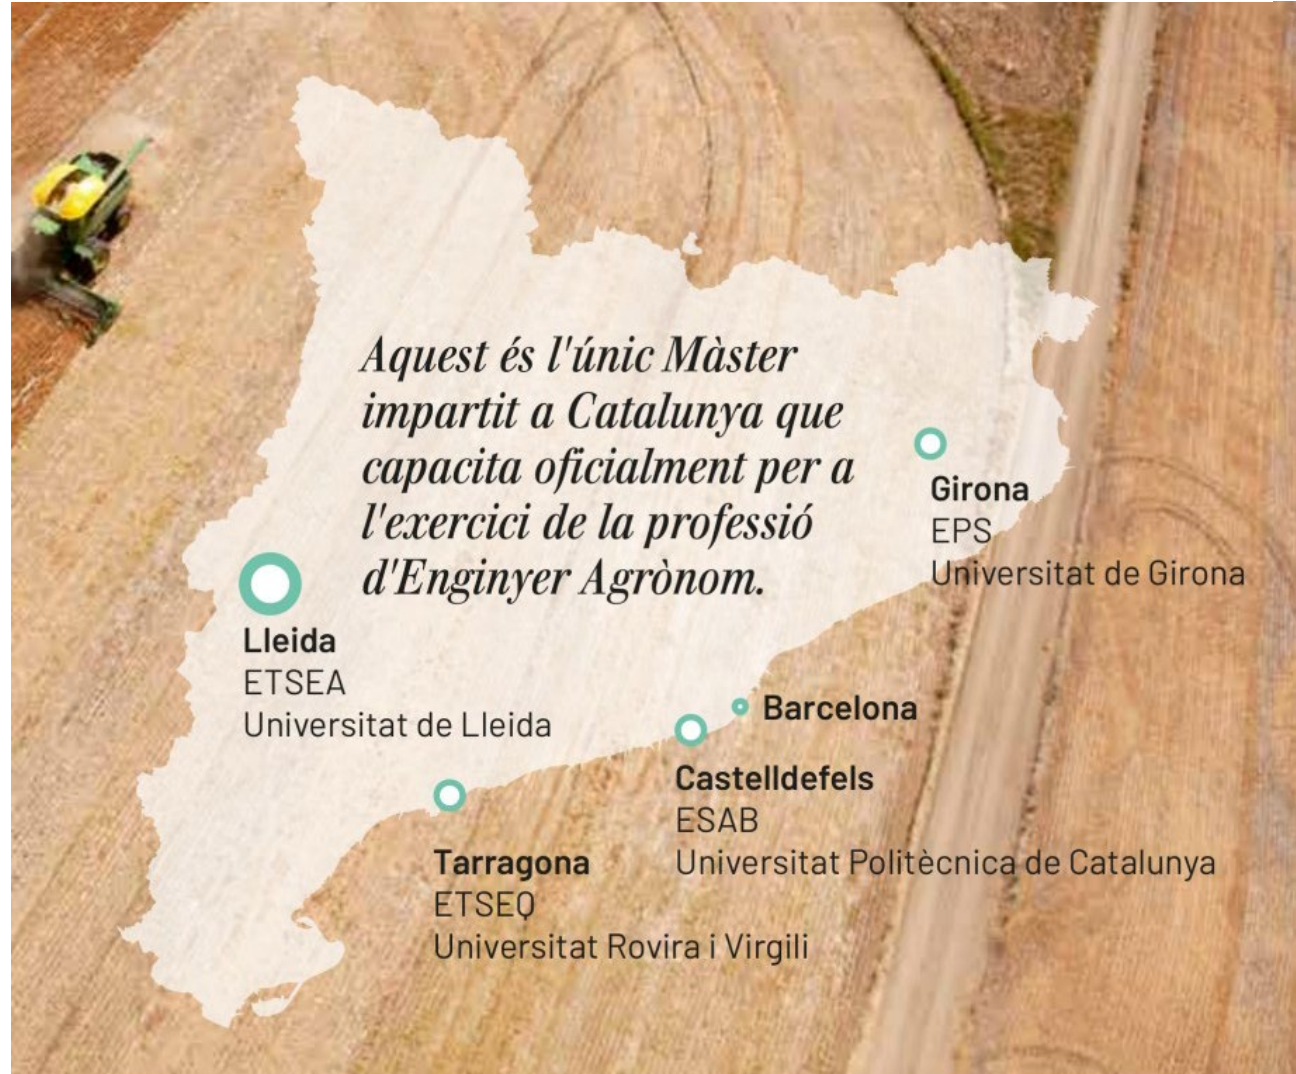 Aquest és l'únic Màster
impartit a Catalunya que
capacita oficialment per a
l'exercici de la professió
d'Enginyer Agrònom.
Girona
EPS
Universitat de Girona
Lleida
ETSEA
Universitat de Lleida
Barcelona
Castelldefels
ESAB
Universitat Politècnica de Catalunya
Tarragona
ETSEQ
Universitat Rovira i Virgili